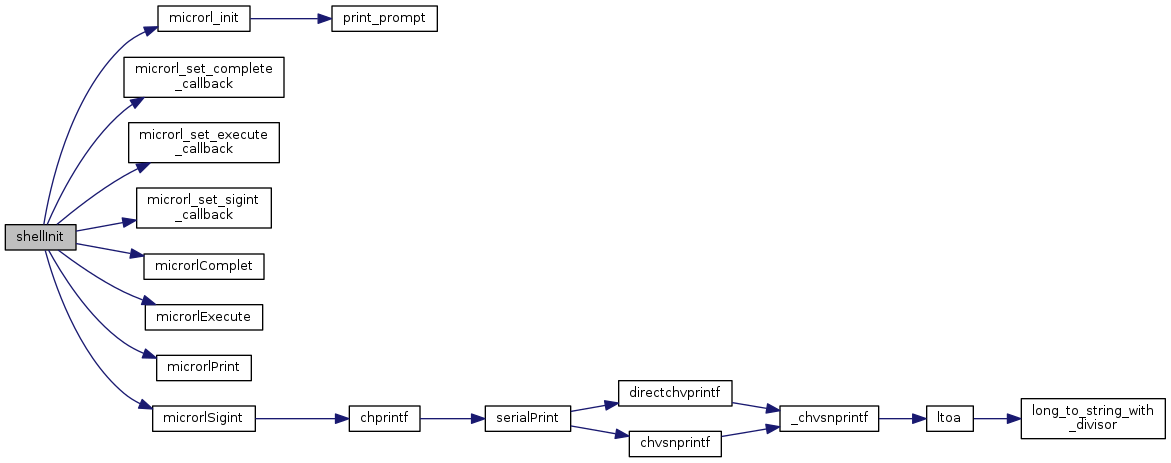 microrl_init
print_prompt
microrl_set_complete
_callback
microrl_set_execute
_callback
microrl_set_sigint
_callback
shellInit
microrlComplet
microrlExecute
microrlPrint
microrlSigint
chprintf
serialPrint
directchvprintf
chvsnprintf
_chvsnprintf
ltoa
long_to_string_with
_divisor